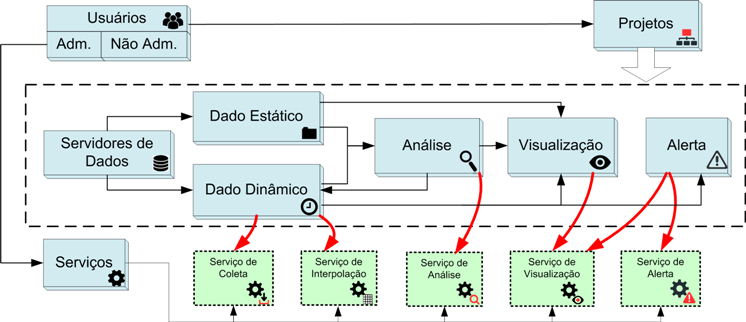 Usuários
Adm.
Não Adm.
Projetos
Servidores de
Dados
Dado Estático
Dado Dinâmico
Análise
Visualização
Alerta
Serviços
Serviço de
Coleta
Serviço de
Interpolação
Serviço de
Análise
Serviço de
Visualização
Serviço de
Alerta